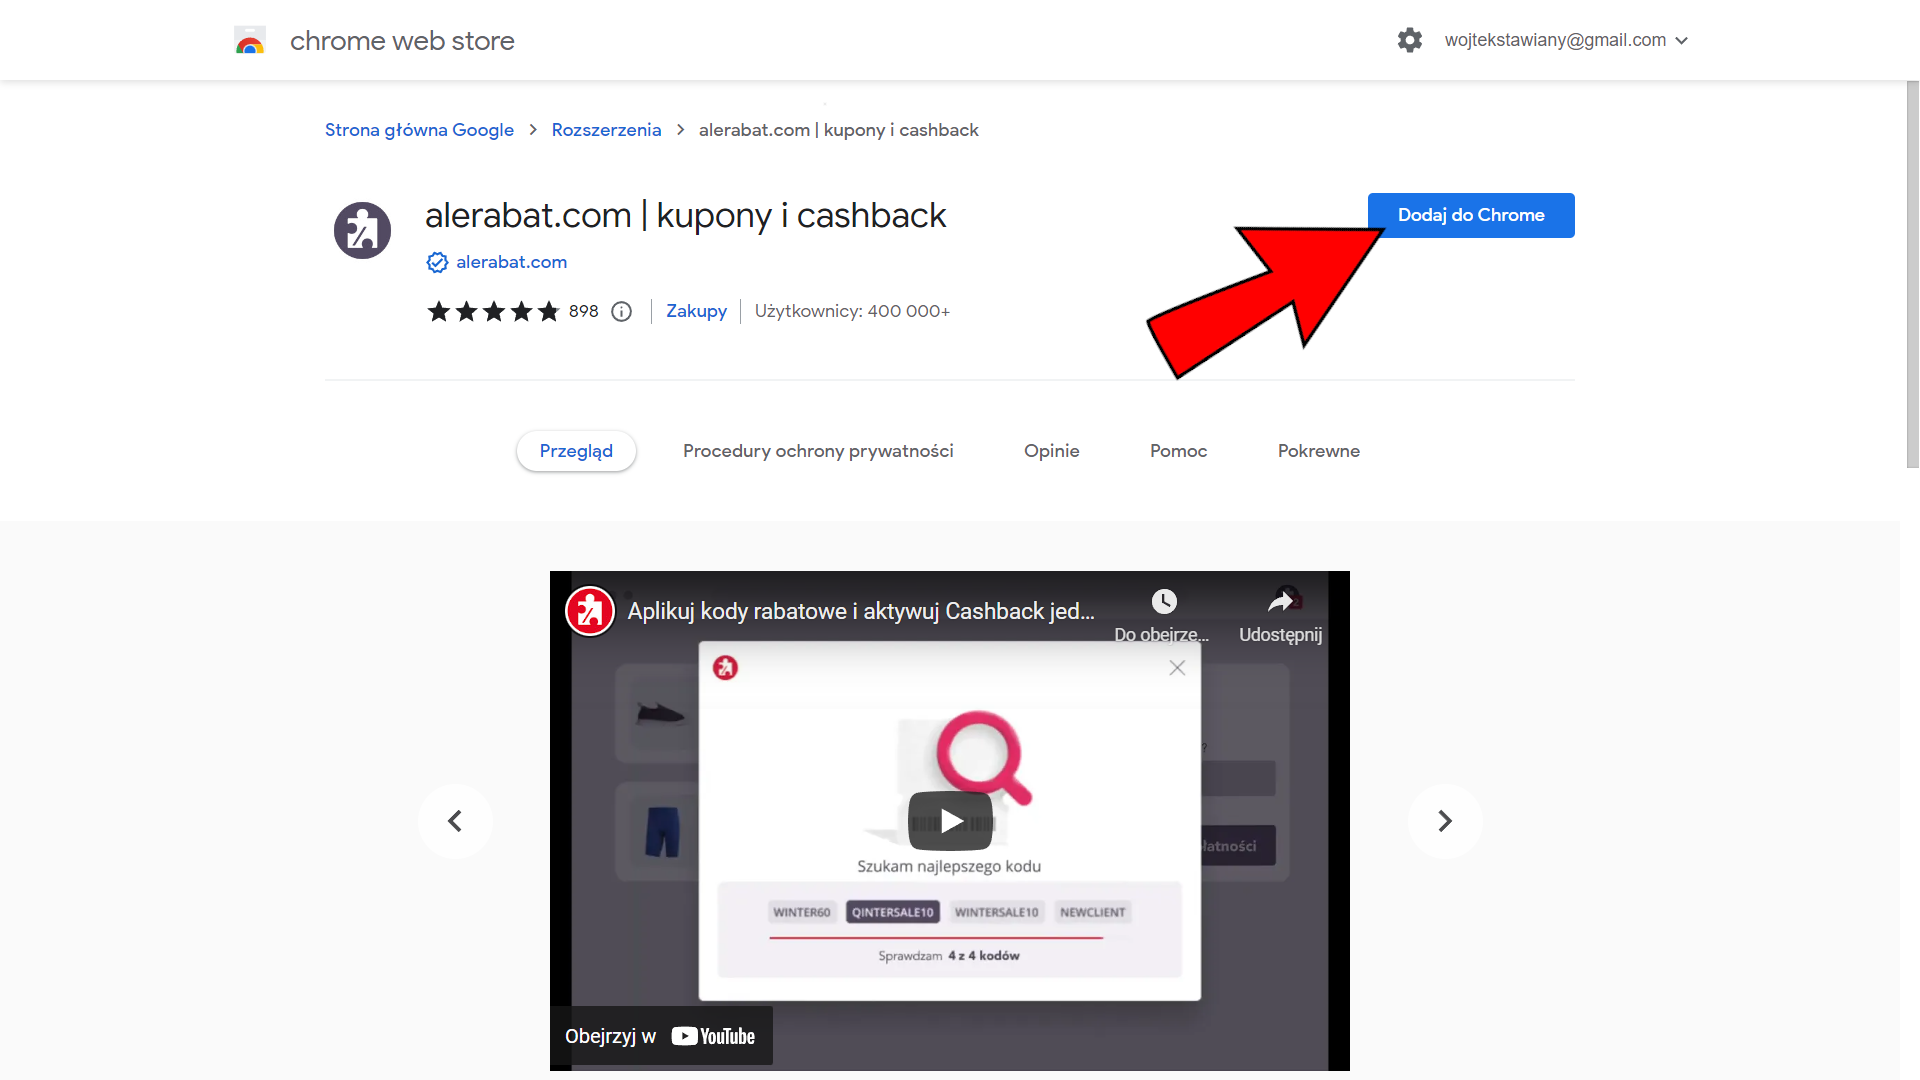 chrome web store
wojtekstawiany@gmail.com
Strona główna Google > Rozszerzenia > alerabat.com | kupony i cashback
alerabat.com | kupony i cashback
Dodaj do Chrome
alerabat.com
898
Zakupy
Użytkownicy: 400 000+
Przegląd
Procedury ochrony prywatności
Opinie
Pomoc
Pokrewne
Aplikuj kody rabatowe i aktywuj Cashback jed...
Do obejrze...
Udostępnij
?
łatności
Szukam najlepszego kodu
WINTER60 QINTERSALE10 WINTERSALE10 NEWCLIENT
Sprawdzam 4 z 4 kodów
Obejrzyj w YouTube